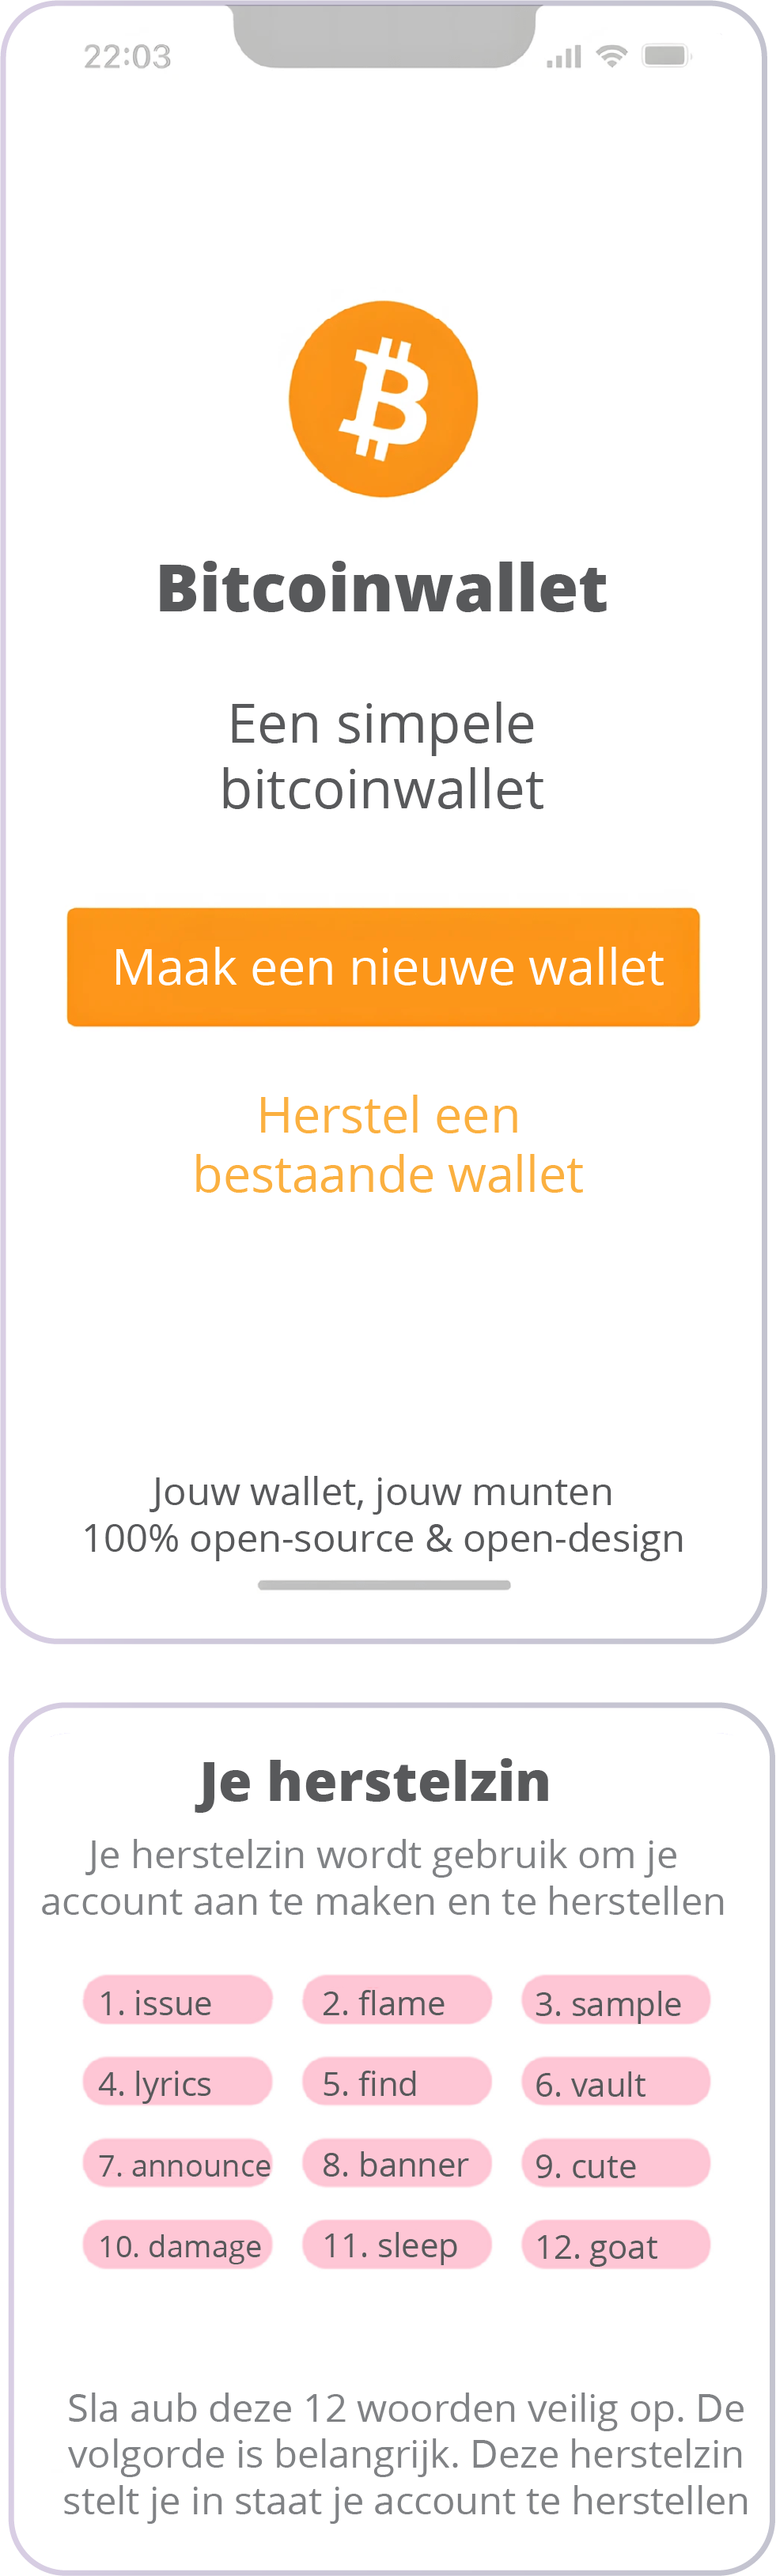 22:03
Bitcoinwallet
Een simpele
bitcoinwallet
Maak een nieuwe wallet
Herstel een
bestaande wallet
Jouw wallet, jouw munten
100% open-source & open-design
Je herstelzin
Je herstelzin wordt gebruik om je
account aan te maken en te herstellen
1. issue 2. flame 3. sample
4. lyrics 5. find 6. vault
7. announce 8. banner 9. cute
10. damage 11. sleep 12. goat
Sla aub deze 12 woorden veilig op. De
volgorde is belangrijk. Deze herstelzin
stelt je in staat je account te herstellen